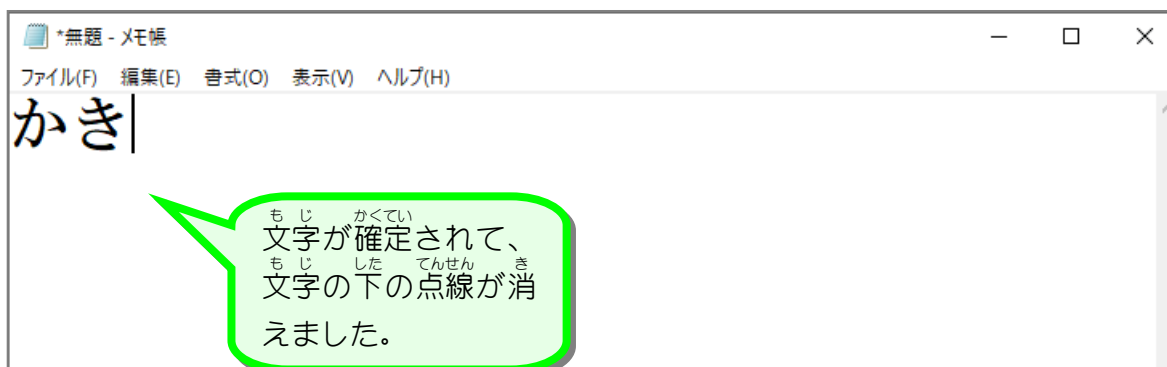 *無題 - メモ帳
ファイル(F) 編集(E) 書式(O) 表示(V) ヘルプ(H)
かき
もじ かくてい
文字が確定されて、
もじ した てんせん き
文字の下の点線が消
えました。